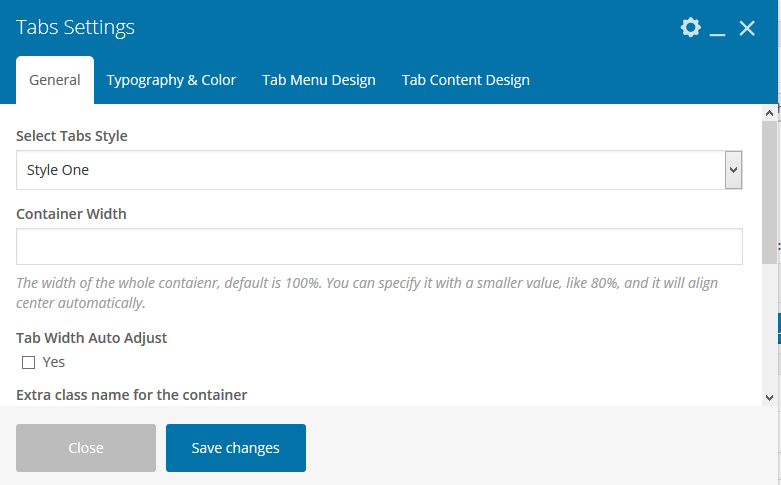 Tabs Settings
General Typography & Color Tab Menu Design Tab Content Design
Select Tabs Style
Style One
Container Width
The width of the whole contaienr, default is 100%. You can specify it with a smaller value, like 80%, and it will align
center automatically.
Tab Width Auto Adjust
Yes
Extra class name for the container
Close Save changes